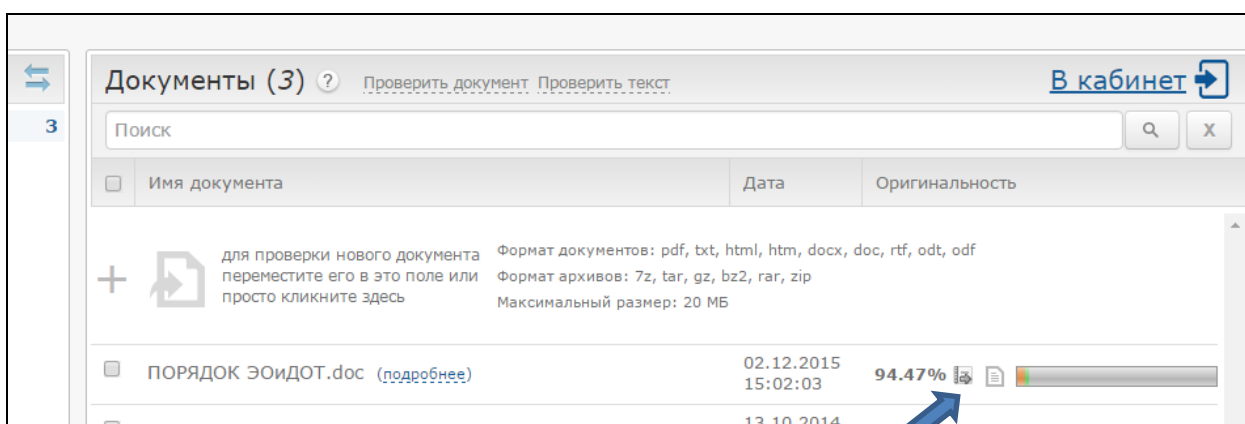 Документы (3) ? Проверить документ Проверить текст В кабинет
3
Поиск X
Имя документа Дата Оригинальность
для проверки нового документа
переместите его в это поле или
просто кликните здесь
Формат документов: pdf, txt, html, htm, docx, doc, rtf, odt, odf
Формат архивов: 7z, tar, gz, bz2, rar, zip
Максимальный размер: 20 МБ
ПОРЯДОК ЭОиДОТ.doc (подробнее)
02.12.2015
15:02:03
94.47%
13.10.2014